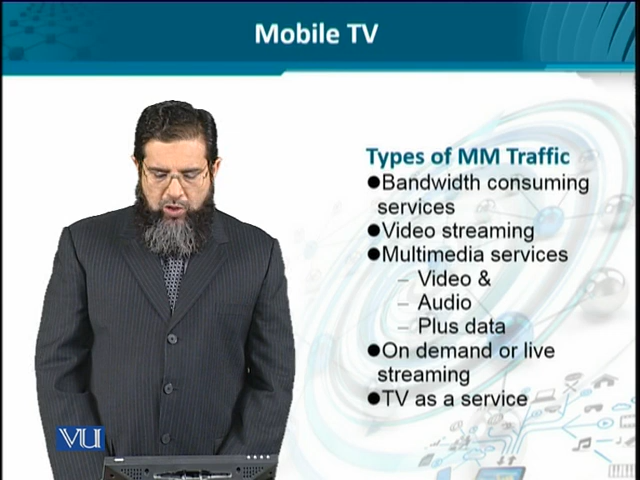 Mobile TV
Types of MM Traffic
●Bandwidth consuming
services
●Video streaming
●Multimedia services
– Video &
– Audio
– Plus data
●On demand or live
streaming
●TV as a service
VU